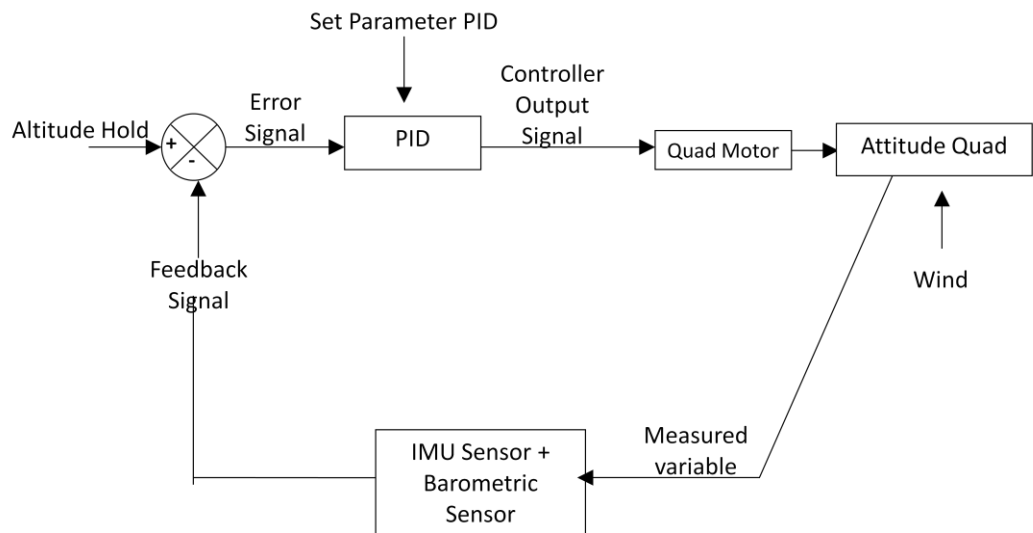 Set Parameter PID
Controller
Output
Signal
Error
Signal
Altitude Hold
+
-
PID
Quad Motor
Attitude Quad
Feedback
Signal
Wind
Measured
variable
IMU Sensor +
Barometric
Sensor